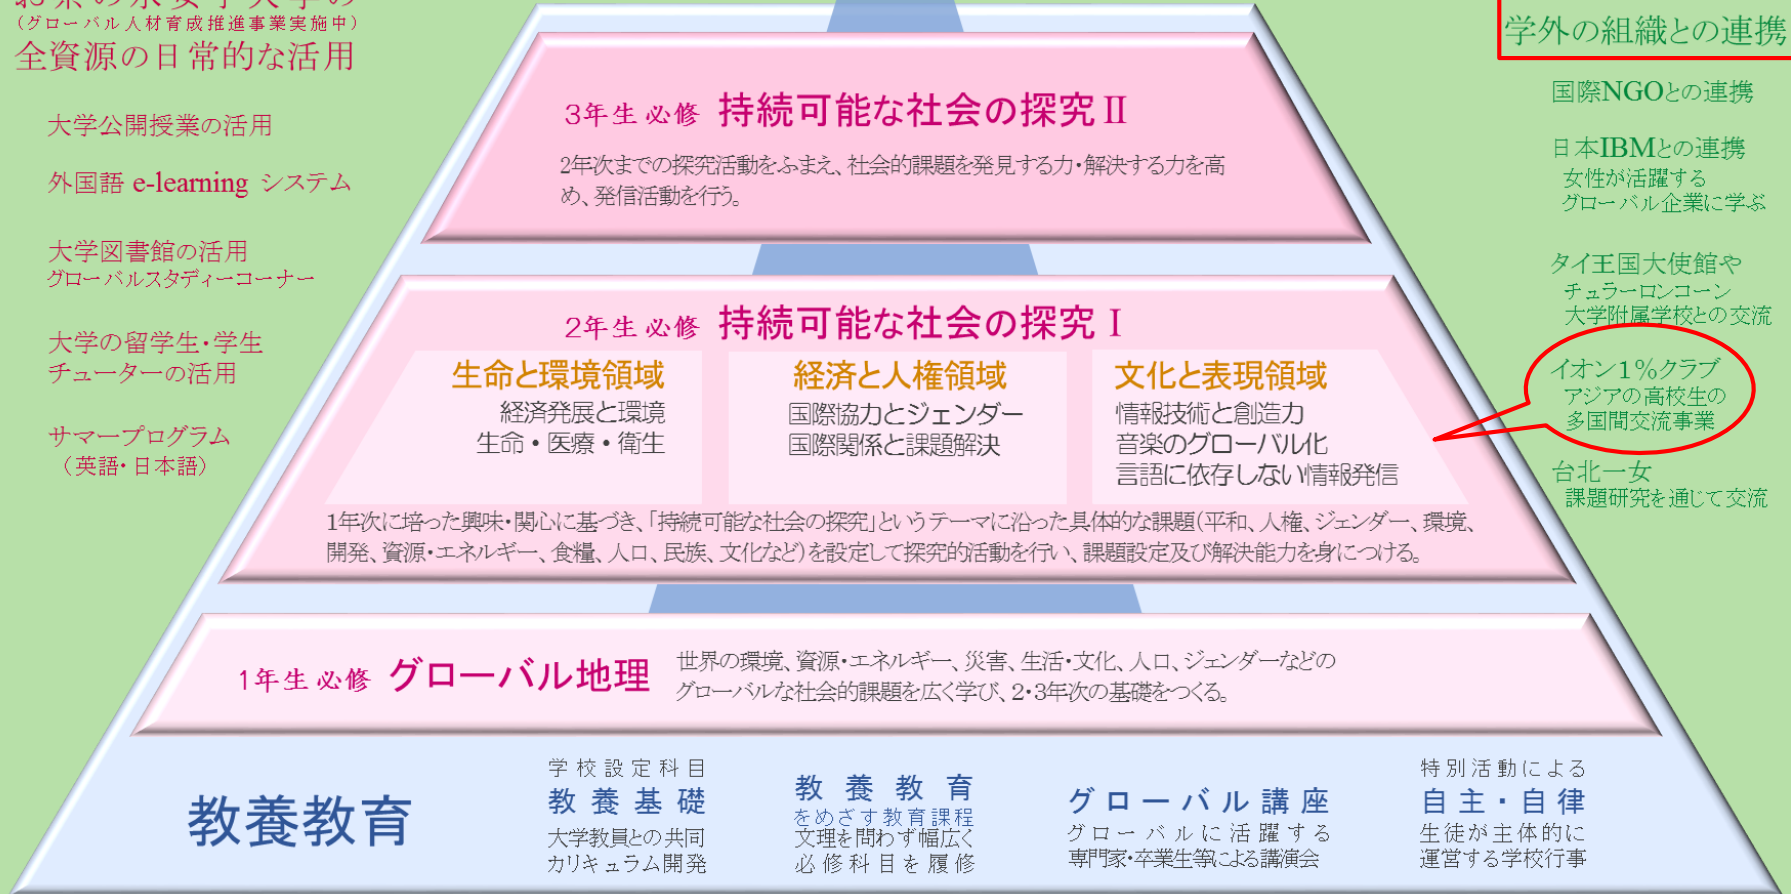 お茶の水女子大学の
（グローバル人材育成推進事業実施中）
全資源の日常的な活用
大学公開授業の活用
外国語 e-learning システム
大学図書館の活用
グローバルスタディーコーナー
大学の留学生・学生
チューターの活用
サマープログラム
（英語・日本語）
3年生 必修 持続可能な社会の探究Ⅱ
2年次までの探究活動をふまえ、社会的課題を発見する力・解決する力を高
め、発信活動を行う。
2年生 必修 持続可能な社会の探究Ⅰ
生命と環境領域
経済発展と環境
生命・医療・衛生
経済と人権領域
国際協力とジェンダー
国際関係と課題解決
文化と表現領域
情報技術と創造力
音楽のグローバル化
言語に依存しない情報発信
1年次に培った興味・関心に基づき、「持続可能な社会の探究」というテーマに沿った具体的な課題（平和、人権、ジェンダー、環境、
開発、資源・エネルギー、食糧、人口、民族、文化など）を設定して探究的活動を行い、課題設定及び解決能力を身につける。
1年生 必修 グローバル地理
世界の環境、資源・エネルギー、災害、生活・文化、人口、ジェンダーなどの
グローバルな社会的課題を広く学び、2・3年次の基礎をつくる。
教養教育
学校設定科目
教養基礎
大学教員との共同
カリキュラム開発
教養教育
をめざす教育課程
文理を問わず幅広く
必修科目を履修
グローバル講座
グローバルに活躍する
専門家・卒業生等による講演会
特別活動による
自主・自律
生徒が主体的に
運営する学校行事
学外の組織との連携
国際NGOとの連携
日本IBMとの連携
女性が活躍する
グローバル企業に学ぶ
タイ王国大使館や
チュラーロンコーン
大学附属学校との交流
イオン1％クラブ
アジアの高校生の
多国間交流事業
台北一女
課題研究を通じて交流